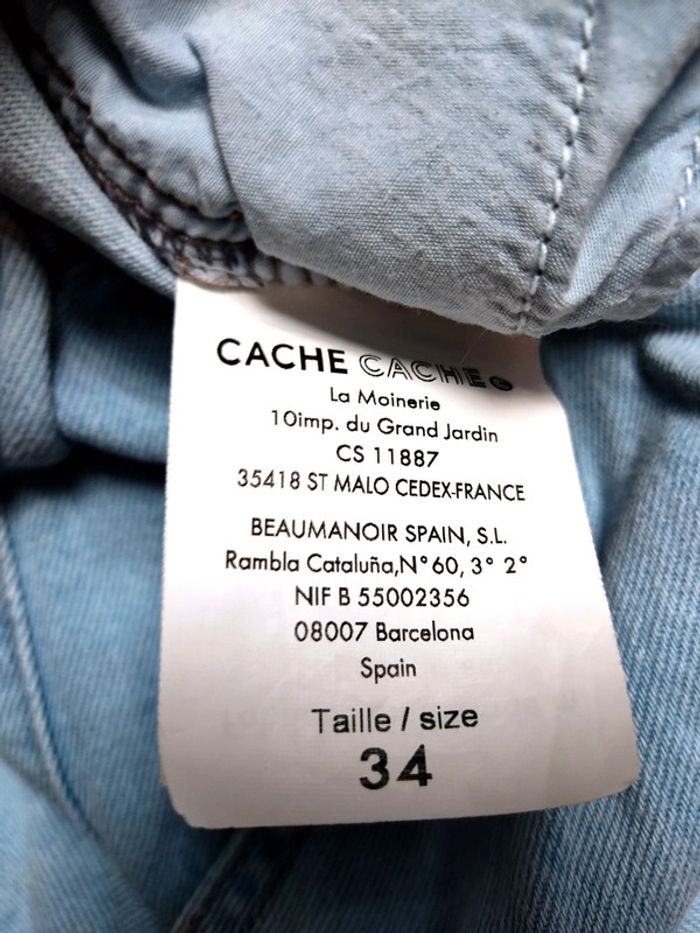 CACHE CACHE
La Moinerie
10imp. du Grand Jardin
CS 11887
35418 ST MALO CEDEX-FRANCE
BEAUMANOIR SPAIN, S.L.
Rambla Cataluña,N° 60, 3° 2°
NIF B 55002356
08007 Barcelona
Spain
Taille / size
34